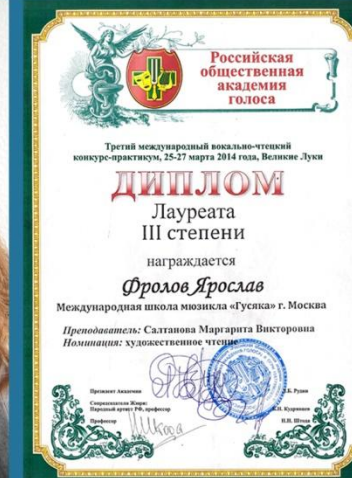 Российская
общественная
академия
голоса
Третий международный вокально-чтецкий
конкурс-практикум, 25-27 марта 2014 года, Великие Луки
ДИПЛОМ
Лауреата
III степени
награждается
Фролов Ярослав
Международная школа мюзикла «Гусяка» г. Москва
Преподаватель: Салтанова Маргарита Викторовна
Номинация: художественное чтение
Президент Академии
Сопредседатели Жюри:
Народный артист РФ, профессор
Профессор